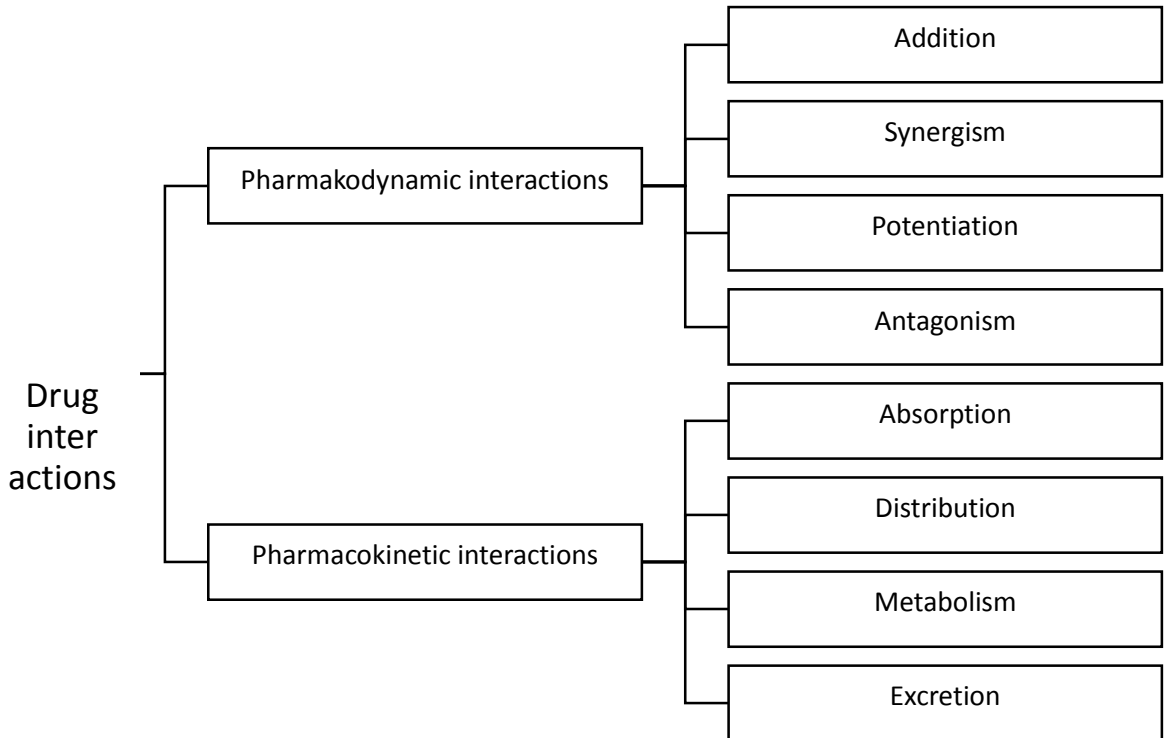 Drug
inter
actions
Pharmakodynamic interactions
Addition
Synergism
Potentiation
Antagonism
Pharmacokinetic interactions
Absorption
Distribution
Metabolism
Excretion